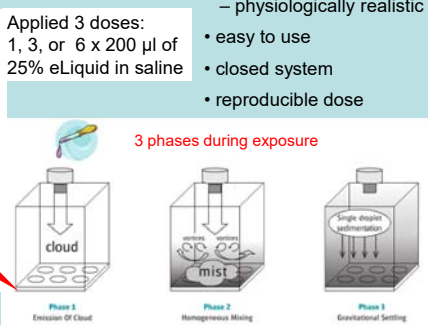 Applied 3 doses:
1, 3, or 6 x 200 µl of
25% eLiquid in saline
– physiologically realistic
• easy to use
• closed system
• reproducible dose
3 phases during exposure
cloud
vortices vortices
mist
Single droplet
sedimentation
Phase 1
Emission Of Cloud
Phase 2
Homogeneous Mixing
Phase 3
Gravitational Settling